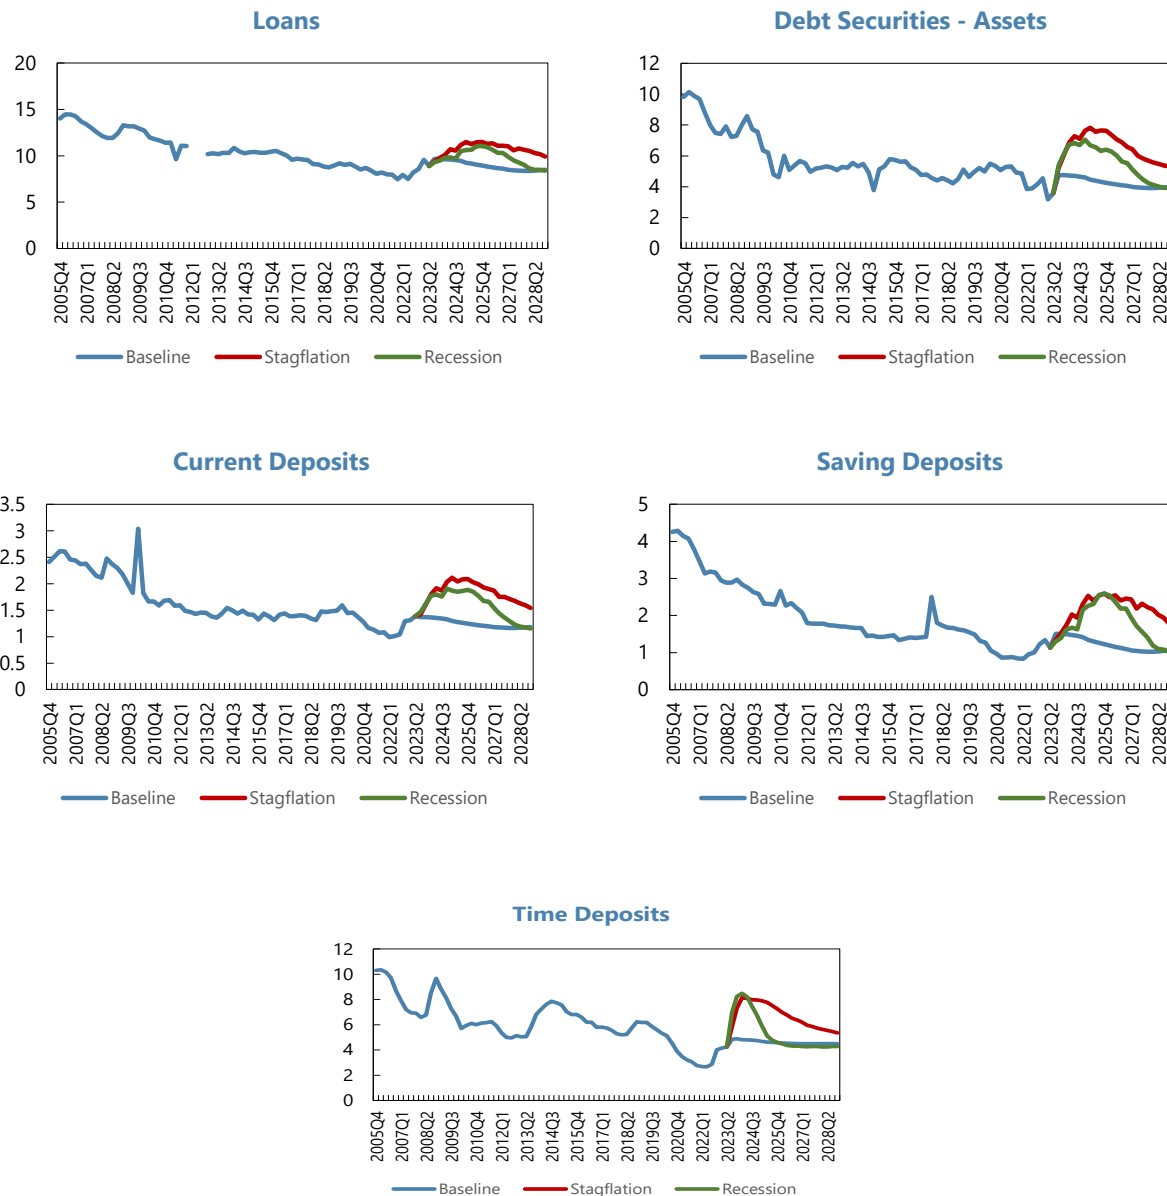 Loans
Debt Securities - Assets
20
15
10
5
0
12
10
8
6
4
2
0
2005Q4 2007Q1 2008Q2 2009Q3 2010Q4 2012Q1 2013Q2 2014Q3 2015Q4 2017Q1 2018Q2 2019Q3 2020Q4 2022Q1 2023Q2 2024Q3 2025Q4 2027Q1 2028Q2
2005Q4 2007Q1 2008Q2 2009Q3 2010Q4 2012Q1 2013Q2 2014Q3 2015Q4 2017Q1 2018Q2 2019Q3 2020Q4 2022Q1 2023Q2 2024Q3 2025Q4 2027Q1 2028Q2
Baseline Stagflation Recession
Baseline Stagflation Recession
Current Deposits
Saving Deposits
3.5
3
2.5
2
1.5
1
0.5
0
5
4
3
2
1
0
2005Q4 2007Q1 2008Q2 2009Q3 2010Q4 2012Q1 2013Q2 2014Q3 2015Q4 2017Q1 2018Q2 2019Q3 2020Q4 2022Q1 2023Q2 2024Q3 2025Q4 2027Q1 2028Q2
2005Q4 2007Q1 2008Q2 2009Q3 2010Q4 2012Q1 2013Q2 2014Q3 2015Q4 2017Q1 2018Q2 2019Q3 2020Q4 2022Q1 2023Q2 2024Q3 2025Q4 2027Q1 2028Q2
Baseline Stagflation Recession
Baseline Stagflation Recession
Time Deposits
12
10
8
6
4
2
0
2005Q4 2007Q1 2008Q2 2009Q3 2010Q4 2012Q1 2013Q2 2014Q3 2015Q4 2017Q1 2018Q2 2019Q3 2020Q4 2022Q1 2023Q2 2024Q3 2025Q4 2027Q1 2028Q2
Baseline Stagflation Recession